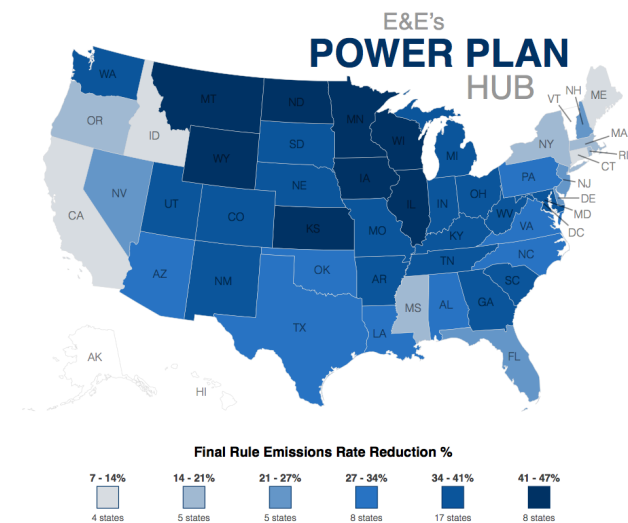 E&E's
POWER PLAN
HUB
WA
MT
ND
MN
VT
NH
ME
OR
ID
WY
SD
WI
MI
NY
MA
RI
CT
NV
NE
IA
PA
NJ
CA
UT
CO
KS
MO
IL
IN
OH
WV
VA
DE
MD
DC
KY
AZ
NM
OK
AR
TN
NC
SC
TX
LA
MS
AL
GA
FL
AK
HI
Final Rule Emissions Rate Reduction %
7 - 14% 14 - 21% 21 - 27% 27 - 34% 34 - 41% 41 - 47%
4 states 5 states 5 states 8 states 17 states 8 states